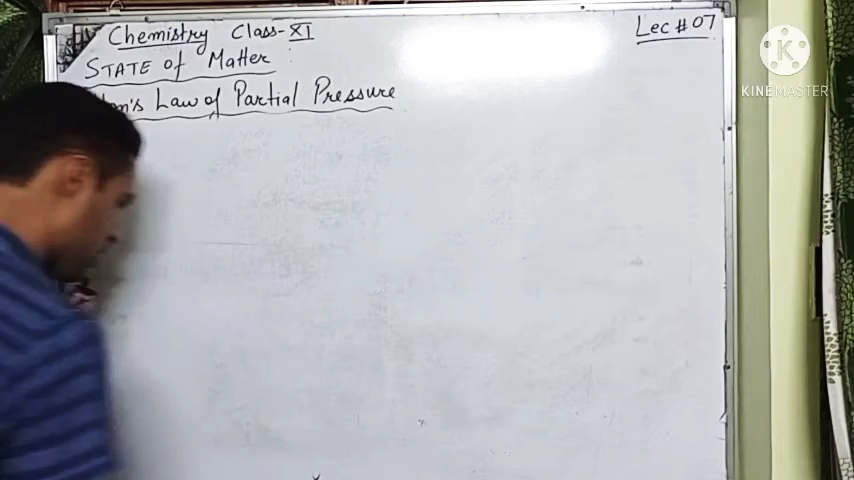 Chemistry Class-XI
Lec # 07
STATE of Matter
Law of Partial Pressure
KINEMASTER